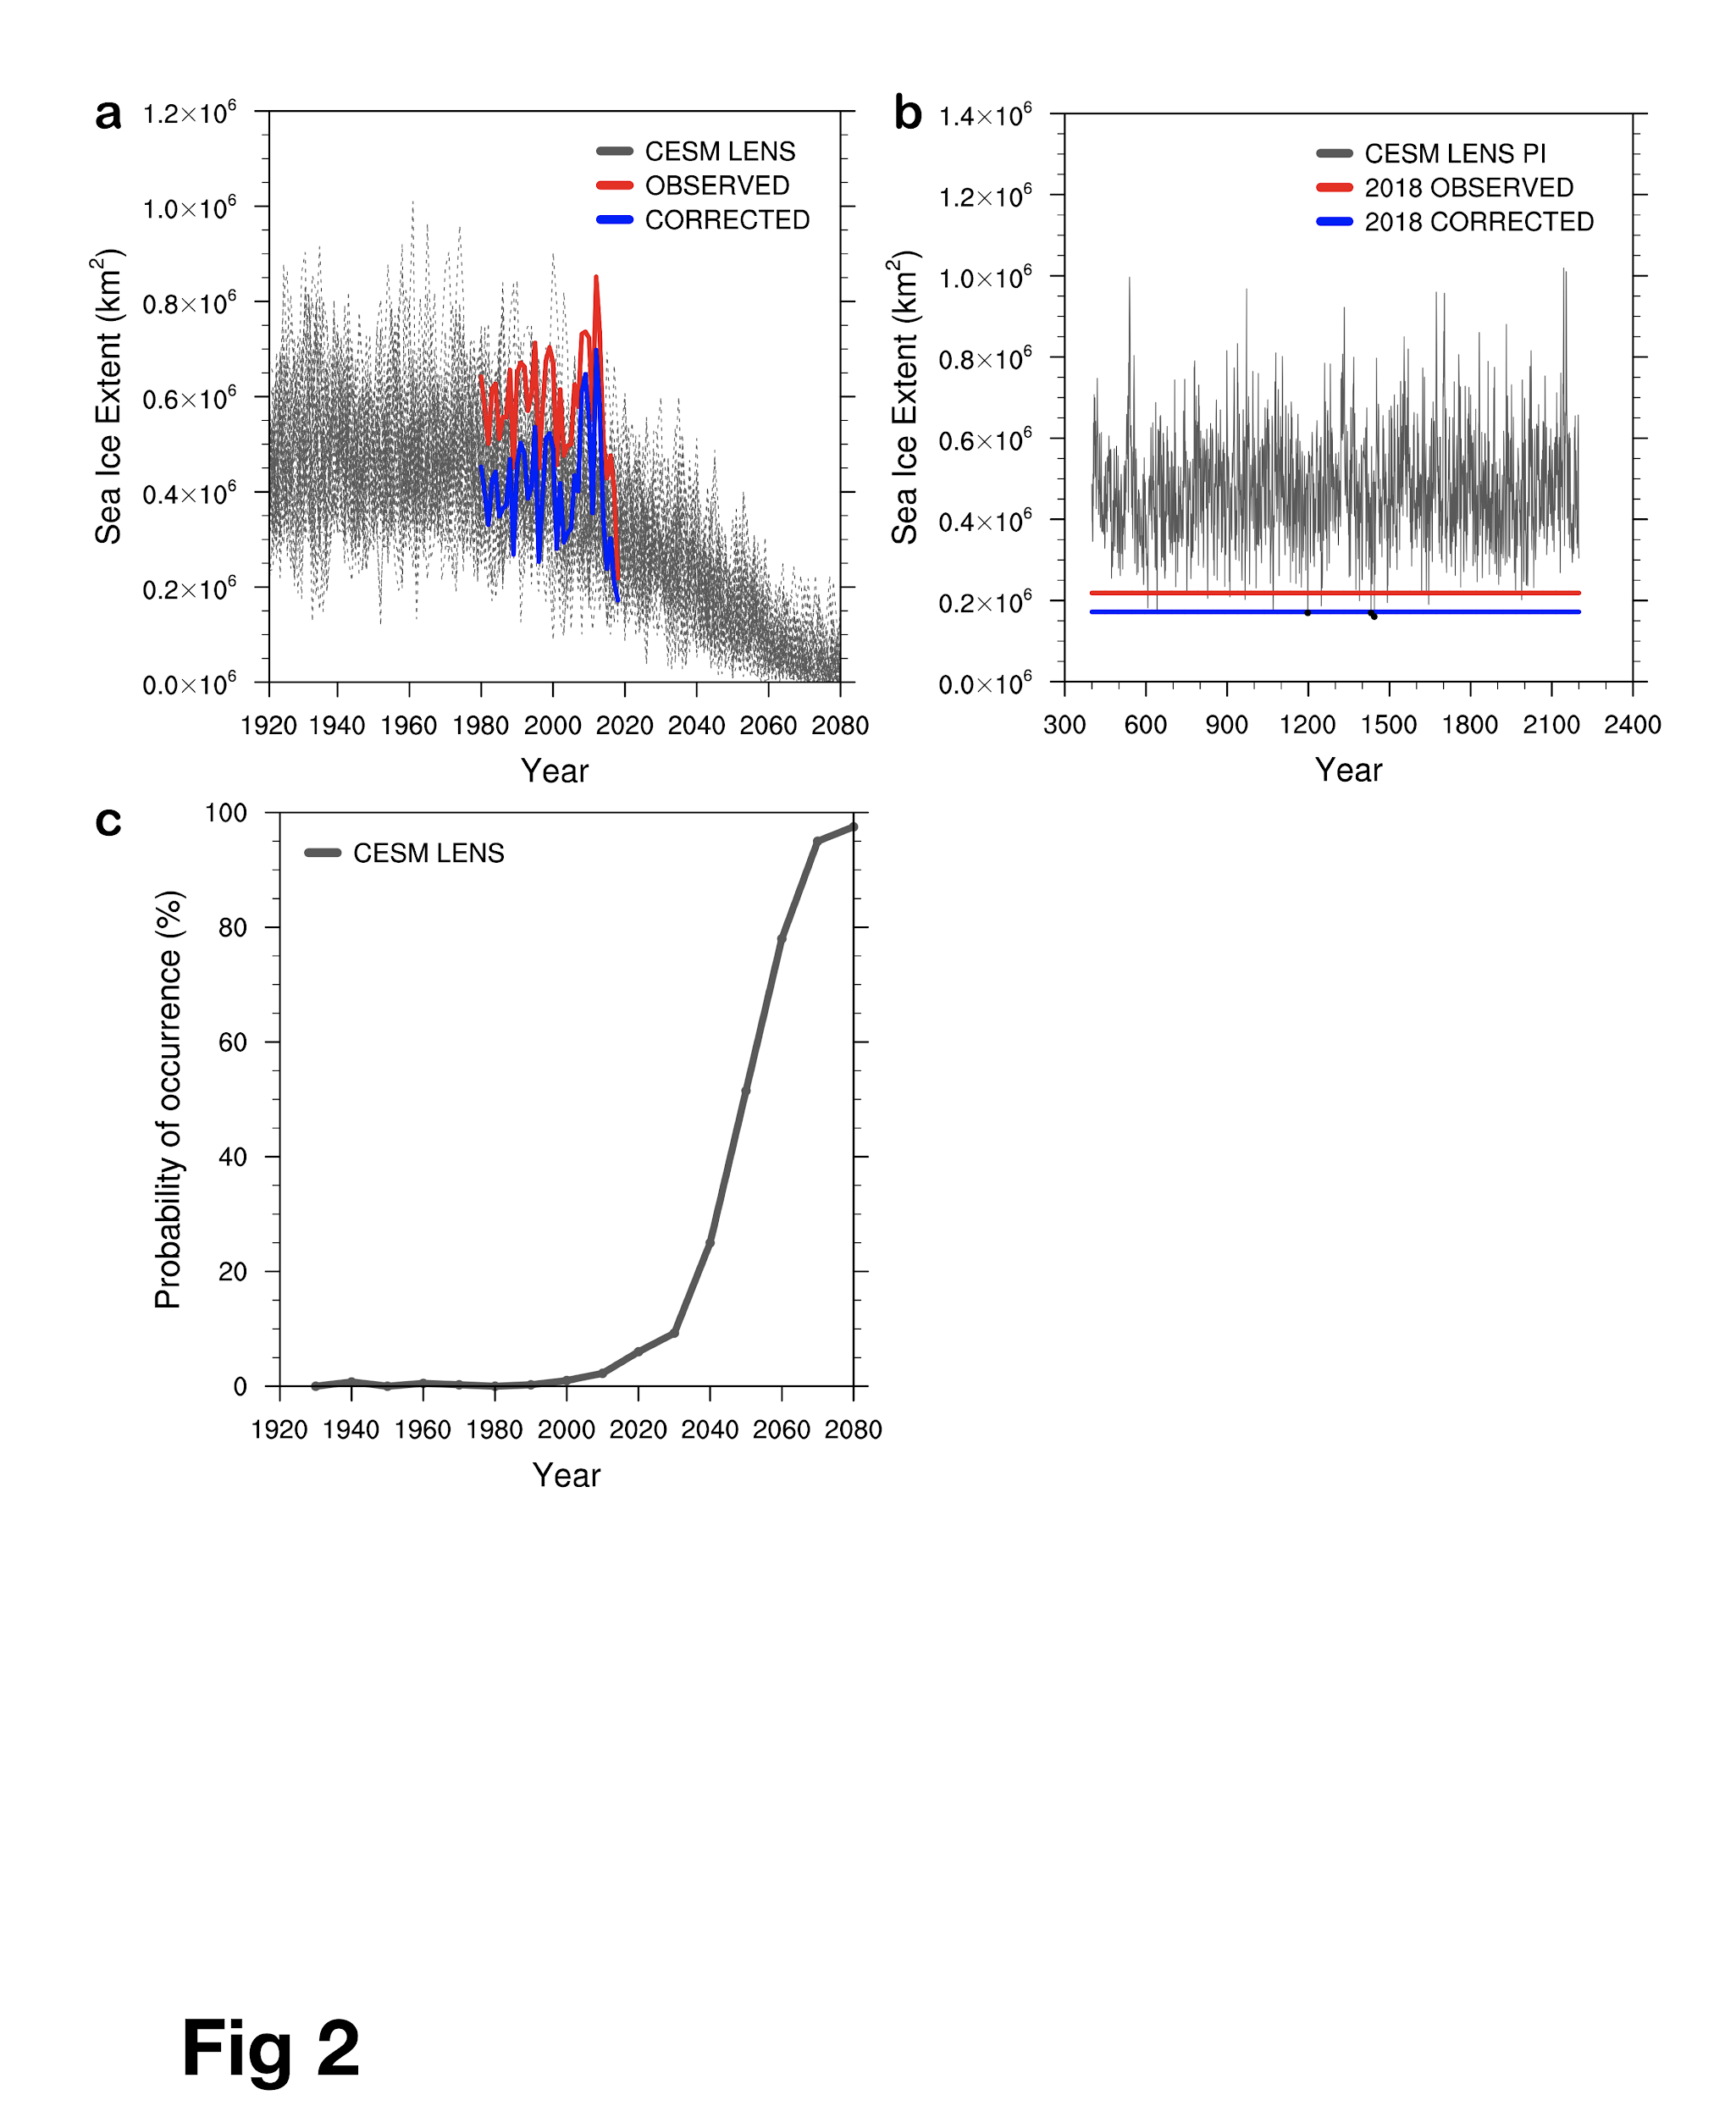 a
1.2×10⁶
1.0×10⁶
0.8×10⁶
0.6×10⁶
0.4×10⁶
0.2×10⁶
0.0×10⁶
Sea Ice Extent (km²)
CESM LENS
OBSERVED
CORRECTED
1920 1940 1960 1980 2000 2020 2040 2060 2080
Year
b
1.4×10⁶
1.2×10⁶
1.0×10⁶
0.8×10⁶
0.6×10⁶
0.4×10⁶
0.2×10⁶
0.0×10⁶
Sea Ice Extent (km²)
CESM LENS PI
2018 OBSERVED
2018 CORRECTED
300 600 900 1200 1500 1800 2100 2400
Year
c
100
80
60
40
20
0
Probability of occurrence (%)
CESM LENS
1920 1940 1960 1980 2000 2020 2040 2060 2080
Year
Fig 2